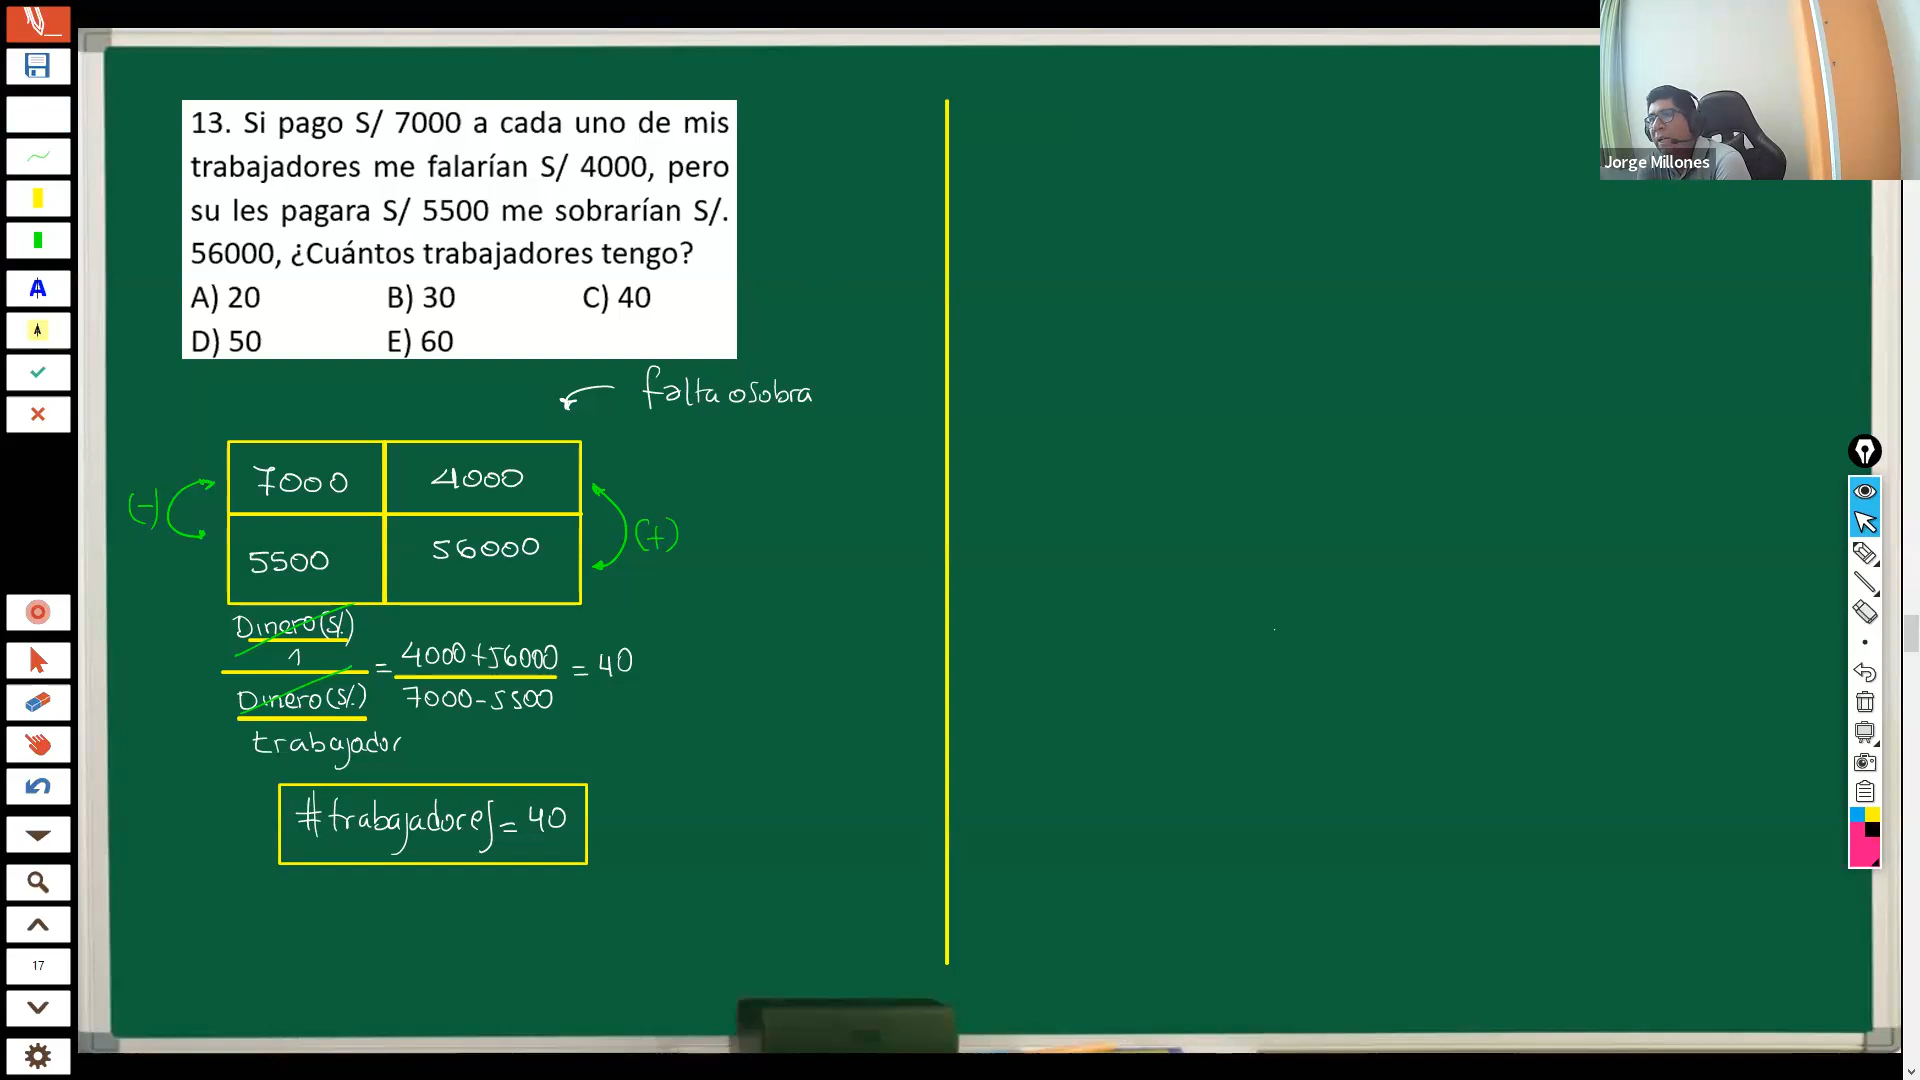 Jorge Millones
13. Si pago S/ 7000 a cada uno de mis
trabajadores me falarían S/ 4000, pero
su les pagara S/ 5500 me sobrarían S/.
56000, ¿Cuántos trabajadores tengo?
A) 20 B) 30 C) 40
D) 50 E) 60
falta o sobra
7000 4000
(-) (+)
5500 56000
Dinero(S/.)
1
= 4000+56000 = 40
Dinero(S/.) 7000-5500
trabajador
#trabajadores = 40
A
A
17